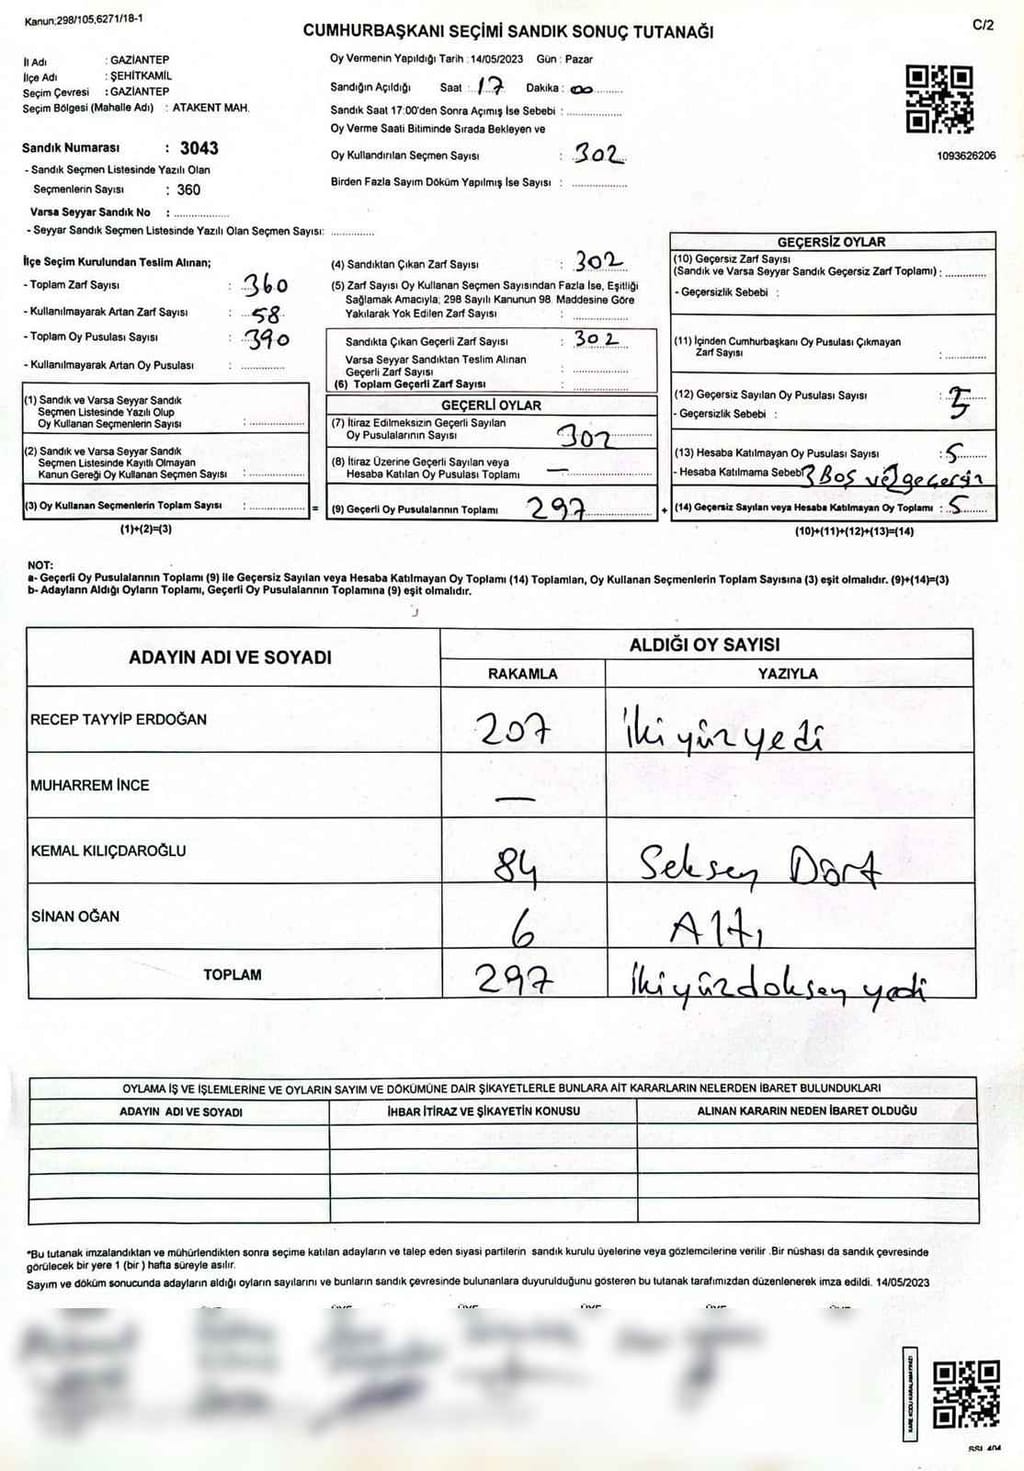 Kanun;298/105,6271/18-1
CUMHURBAŞKANI SEÇİMİ SANDIK SONUÇ TUTANAĞI
C/2
İl Adı : GAZİANTEP
İlçe Adı : ŞEHİTKAMİL
Seçim Çevresi : GAZİANTEP
Seçim Bölgesi (Mahalle Adı) : ATAKENT MAH.
Sandık Numarası : 3043
- Sandık Seçmen Listesinde Yazılı Olan
Seçmenlerin Sayısı : 360
Varsa Seyyar Sandık No : ..................
- Seyyar Sandık Seçmen Listesinde Yazılı Olan Seçmen Sayısı: ..............
Oy Vermenin Yapıldığı Tarih : 14/05/2023 Gün : Pazar
Sandığın Açıldığı Saat : 17 Dakika : 00
Sandık Saat 17:00'den Sonra Açımış İse Sebebi : ..................
Oy Verme Saati Bitiminde Sırada Bekleyen ve
Oy Kullandırılan Seçmen Sayısı : 302
Birden Fazla Sayım Döküm Yapılmış İse Sayısı : ..................
1093626206
İlçe Seçim Kurulundan Teslim Alınan;
- Toplam Zarf Sayısı : 360
- Kullanılmayarak Artan Zarf Sayısı : 58
- Toplam Oy Pusulası Sayısı : 390
- Kullanılmayarak Artan Oy Pusulası : ..............
(1) Sandık ve Varsa Seyyar Sandık
Seçmen Listesinde Yazılı Olup
Oy Kullanan Seçmenlerin Sayısı : ..................
(2) Sandık ve Varsa Seyyar Sandık
Seçmen Listesinde Kayıtlı Olmayan
Kanun Gereği Oy Kullanan Seçmen Sayısı : ..................
(3) Oy Kullanan Seçmenlerin Toplam Sayısı : .................. =
(1)+(2)=(3)
(4) Sandıktan Çıkan Zarf Sayısı : 302
(5) Zarf Sayısı Oy Kullanan Seçmen Sayısından Fazla İse, Eşitliği
Sağlamak Amacıyla; 298 Sayılı Kanunun 98. Maddesine Göre
Yakılarak Yok Edilen Zarf Sayısı : ..................
Sandıkta Çıkan Geçerli Zarf Sayısı : 302
Varsa Seyyar Sandıktan Teslim Alınan
Geçerli Zarf Sayısı : ..................
(6) Toplam Geçerli Zarf Sayısı : ..................
GEÇERLİ OYLAR
(7) İtiraz Edilmeksizin Geçerli Sayılan
Oy Pusulalarının Sayısı 302
(8) İtiraz Üzerine Geçerli Sayılan veya
Hesaba Katılan Oy Pusulası Toplamı —
(9) Geçerli Oy Pusulalarının Toplamı 297 +
GEÇERSİZ OYLAR
(10) Geçersiz Zarf Sayısı
(Sandık ve Varsa Seyyar Sandık Geçersiz Zarf Toplamı) : ..............
- Geçersizlik Sebebi :
(11) İçinden Cumhurbaşkanı Oy Pusulası Çıkmayan
Zarf Sayısı : ..............
(12) Geçersiz Sayılan Oy Pusulası Sayısı :
- Geçersizlik Sebebi :
(13) Hesaba Katılmayan Oy Pusulası Sayısı : 5
- Hesaba Katılmama Sebebi 3 Boş ve 2 geçersiz
(14) Geçersiz Sayılan veya Hesaba Katılmayan Oy Toplamı : 5
(10)+(11)+(12)+(13)=(14)
NOT:
a- Geçerli Oy Pusulalarının Toplamı (9) ile Geçersiz Sayılan veya Hesaba Katılmayan Oy Toplamı (14) Toplamları, Oy Kullanan Seçmenlerin Toplam Sayısına (3) eşit olmalıdır. (9)+(14)=(3)
b- Adayların Aldığı Oyların Toplamı, Geçerli Oy Pusulalarının Toplamına (9) eşit olmalıdır.
ADAYIN ADI VE SOYADI
ALDIĞI OY SAYISI
RAKAMLA YAZIYLA
RECEP TAYYİP ERDOĞAN 207 İki yüz yedi
MUHARREM İNCE —
KEMAL KILIÇDAROĞLU 84 Seksen Dört
SİNAN OĞAN 6 Altı
TOPLAM 297 İkiyüzdoksan yedi
OYLAMA İŞ VE İŞLEMLERİNE VE OYLARIN SAYIM VE DÖKÜMÜNE DAİR ŞİKAYETLERLE BUNLARA AİT KARARLARIN NELERDEN İBARET BULUNDUKLARI
ADAYIN ADI VE SOYADI İHBAR İTİRAZ VE ŞİKAYETİN KONUSU ALINAN KARARIN NEDEN İBARET OLDUĞU
*Bu tutanak imzalandıktan ve mühürlendikten sonra seçime katılan adayların ve talep eden siyasi partilerin sandık kurulu üyelerine veya gözlemcilerine verilir .Bir nüshası da sandık çevresinde
görülecek bir yere 1 (bir ) hafta süreyle asılır.
Sayım ve döküm sonucunda adayların aldığı oyların sayılarını ve bunların sandık çevresinde bulunanlara duyurulduğunu gösteren bu tutanak tarafımızdan düzenlenerek imza edildi. 14/05/2023
KARE KODU KARALAMAYINIZ!